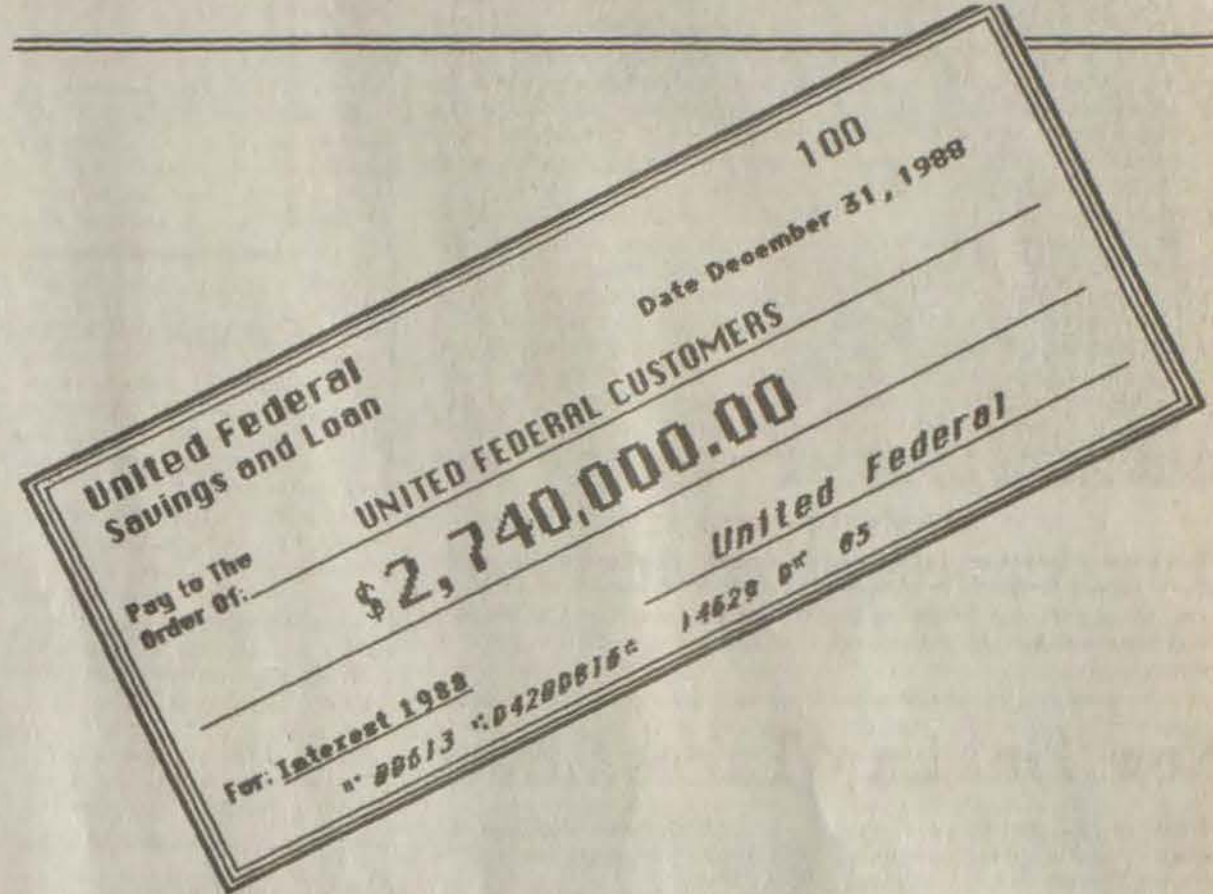 100
Date December 31, 1988
United Federal
Savings and Loan
Pay to The
Order Of: UNITED FEDERAL CUSTOMERS
$2,740,000.00
United Federal
For: Interest 1988